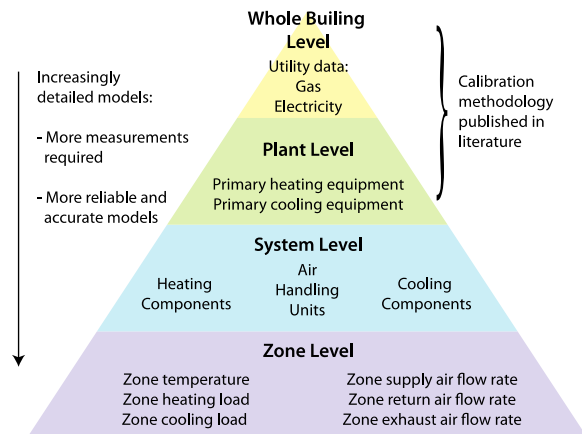 Whole Builing
Level
Utility data:
Gas
Electricity
Increasingly
detailed models:
- More measurements
required
- More reliable and
accurate models
Calibration
methodology
published in
literature
Plant Level
Primary heating equipment
Primary cooling equipment
System Level
Heating
Components
Air
Handling
Units
Cooling
Components
Zone Level
Zone temperature
Zone heating load
Zone cooling load
Zone supply air flow rate
Zone return air flow rate
Zone exhaust air flow rate